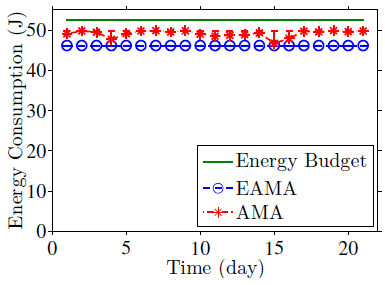 Energy Consumption (J)
50
40
30
20
10
0
0 5 10 15 20
Time (day)
Energy Budget
EAMA
AMA